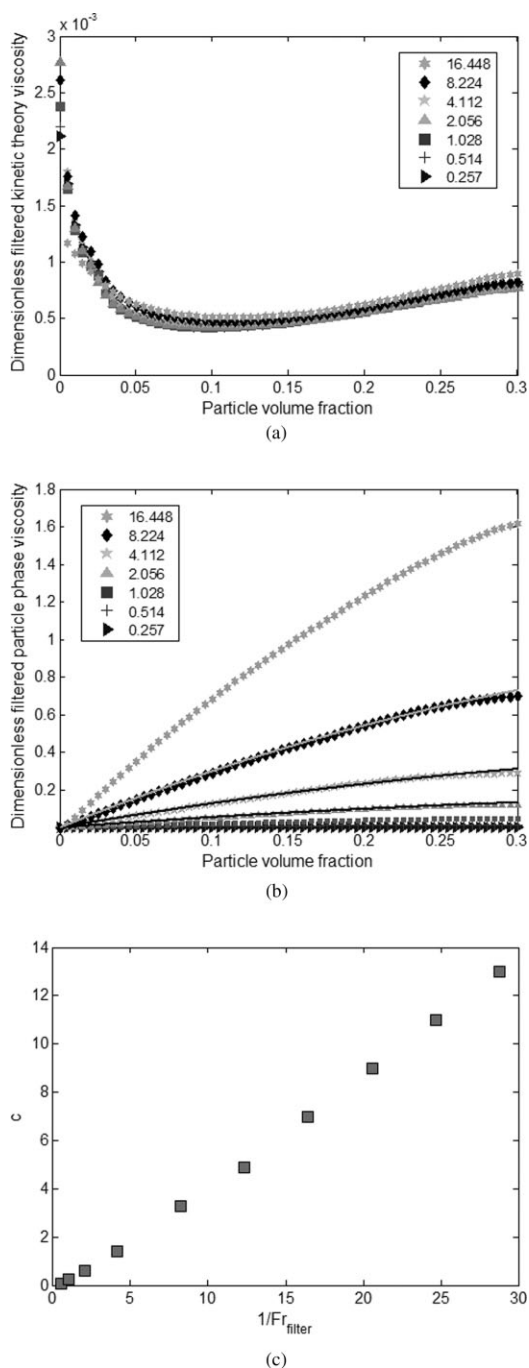 x 10-3
3
2.5
2
1.5
1
0.5
0
Dimensionless filtered kinetic theory viscosity
16.448
8.224
4.112
2.056
1.028
0.514
0.257
0 0.05 0.1 0.15 0.2 0.25 0.3
Particle volume fraction
(a)
1.8
1.6
1.4
1.2
1
0.8
0.6
0.4
0.2
Dimensionless filtered particle phase viscosity
16.448
8.224
4.112
2.056
1.028
0.514
0.257
0 0.05 0.1 0.15 0.2 0.25 0.3
Particle volume fraction
(b)
14
12
10
8
6
4
2
0
c
0 5 10 15 20 25 30
1/Frfilter
(c)